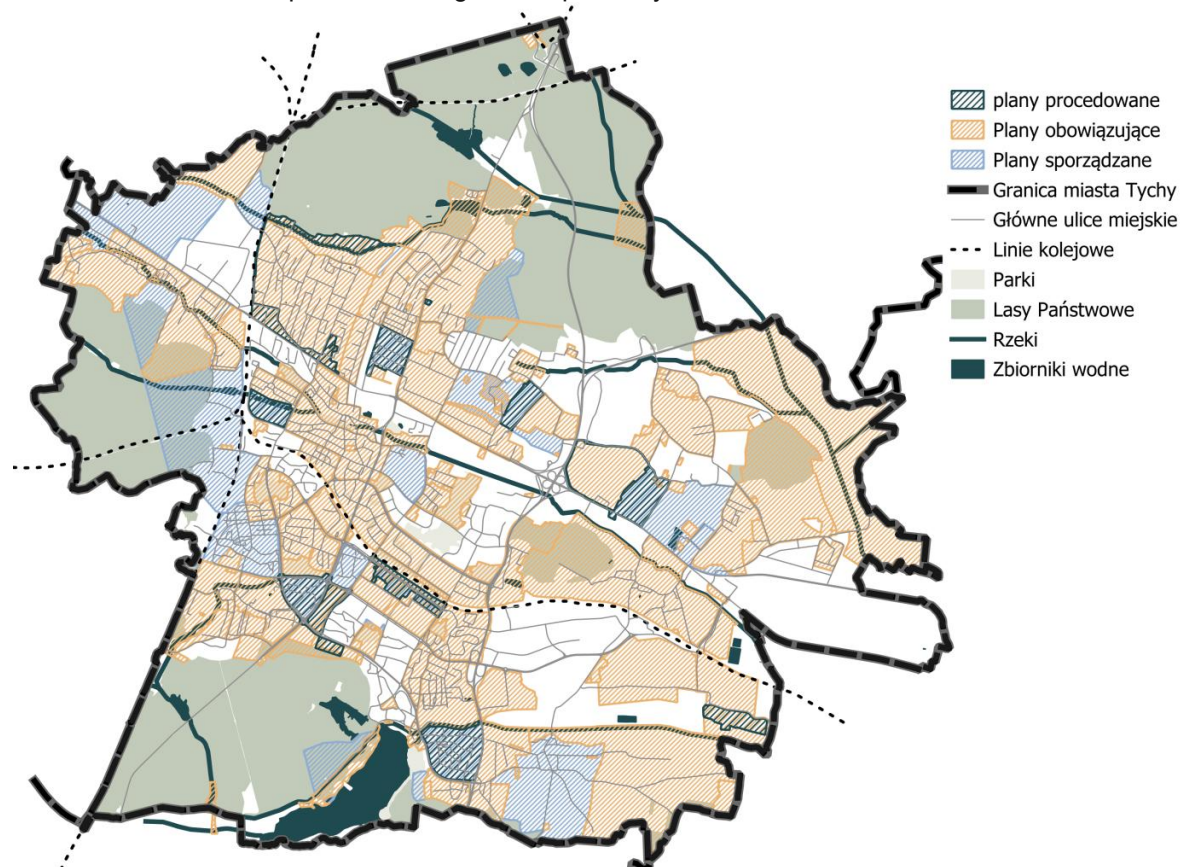 plany procedowane
Plany obowiązujące
Plany sporządzane
Granica miasta Tychy
Główne ulice miejskie
Linie kolejowe
Parki
Lasy Państwowe
Rzeki
Zbiorniki wodne